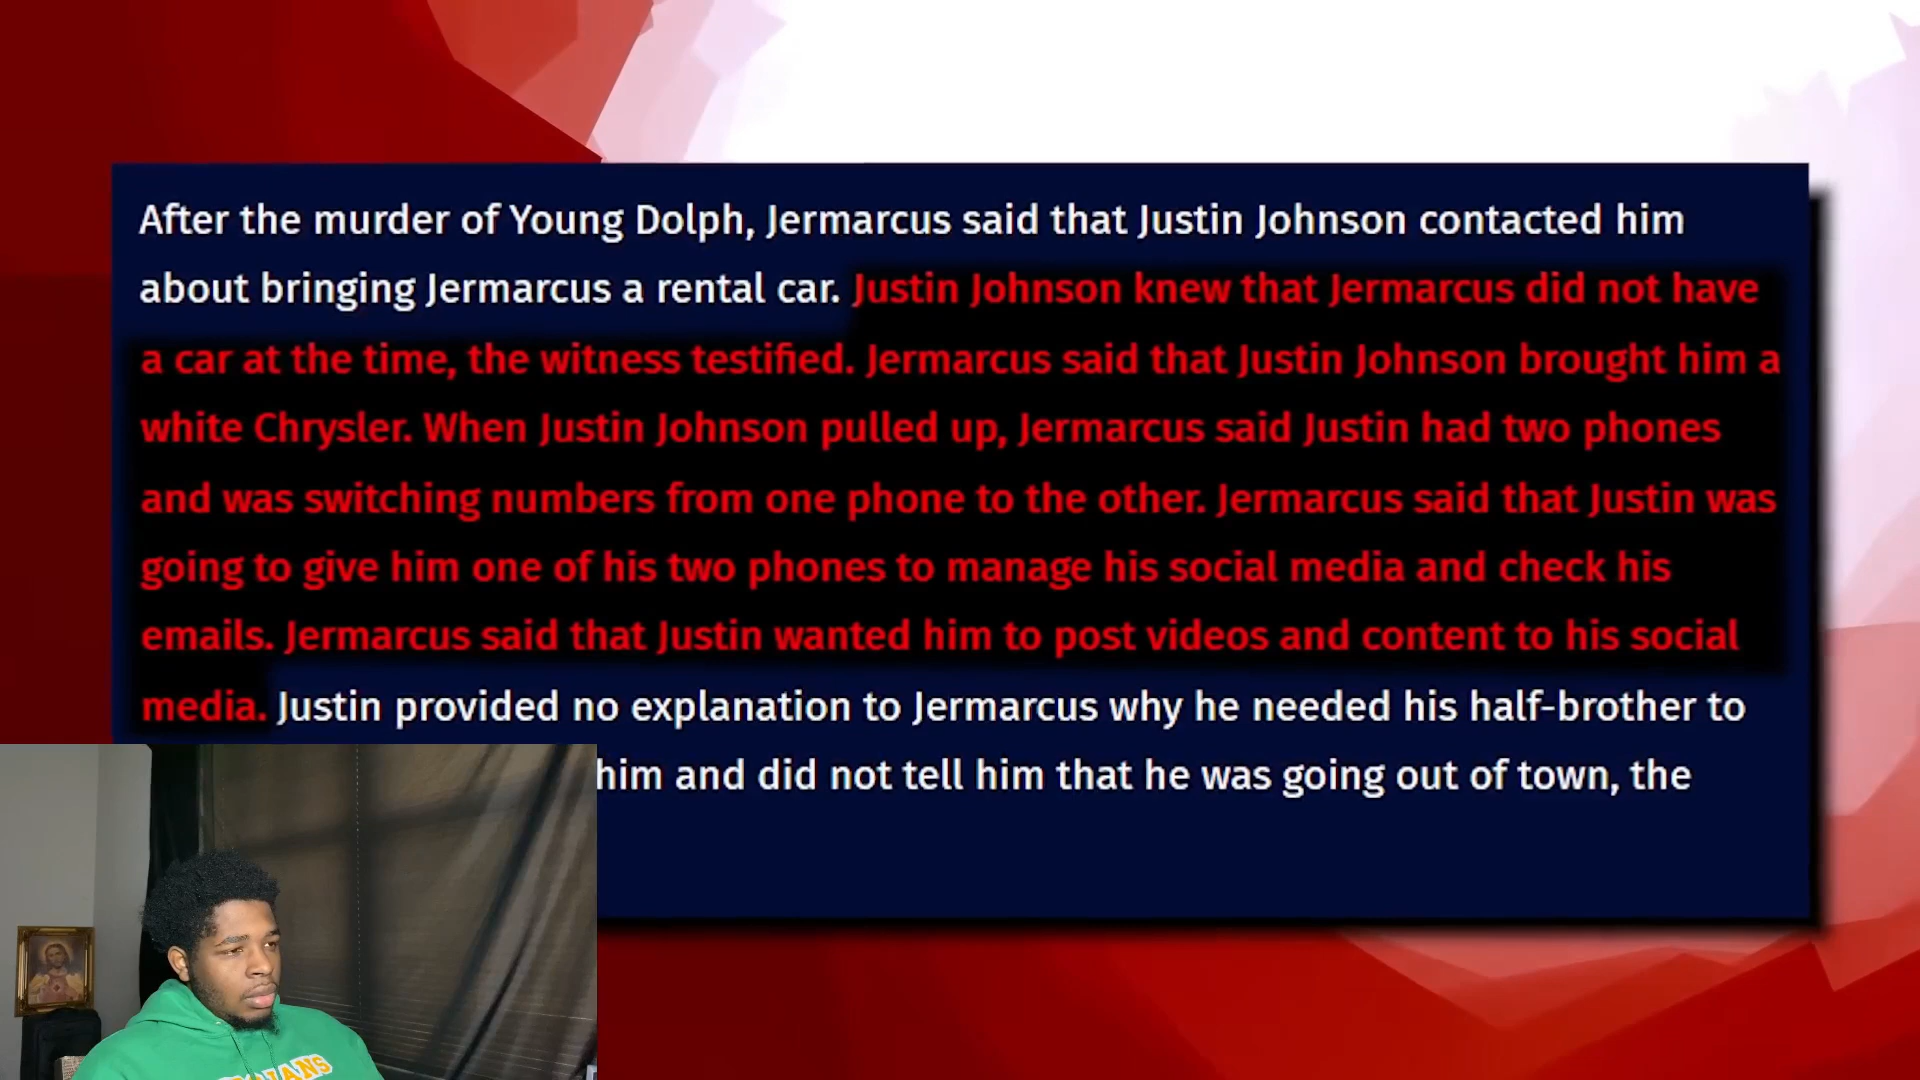 After the murder of Young Dolph, Jermarcus said that Justin Johnson contacted him
about bringing Jermarcus a rental car. Justin Johnson knew that Jermarcus did not have
a car at the time, the witness testified. Jermarcus said that Justin Johnson brought him a
white Chrysler. When Justin Johnson pulled up, Jermarcus said Justin had two phones
and was switching numbers from one phone to the other. Jermarcus said that Justin was
going to give him one of his two phones to manage his social media and check his
emails. Jermarcus said that Justin wanted him to post videos and content to his social
media. Justin provided no explanation to Jermarcus why he needed his half-brother to
him and did not tell him that he was going out of town, the